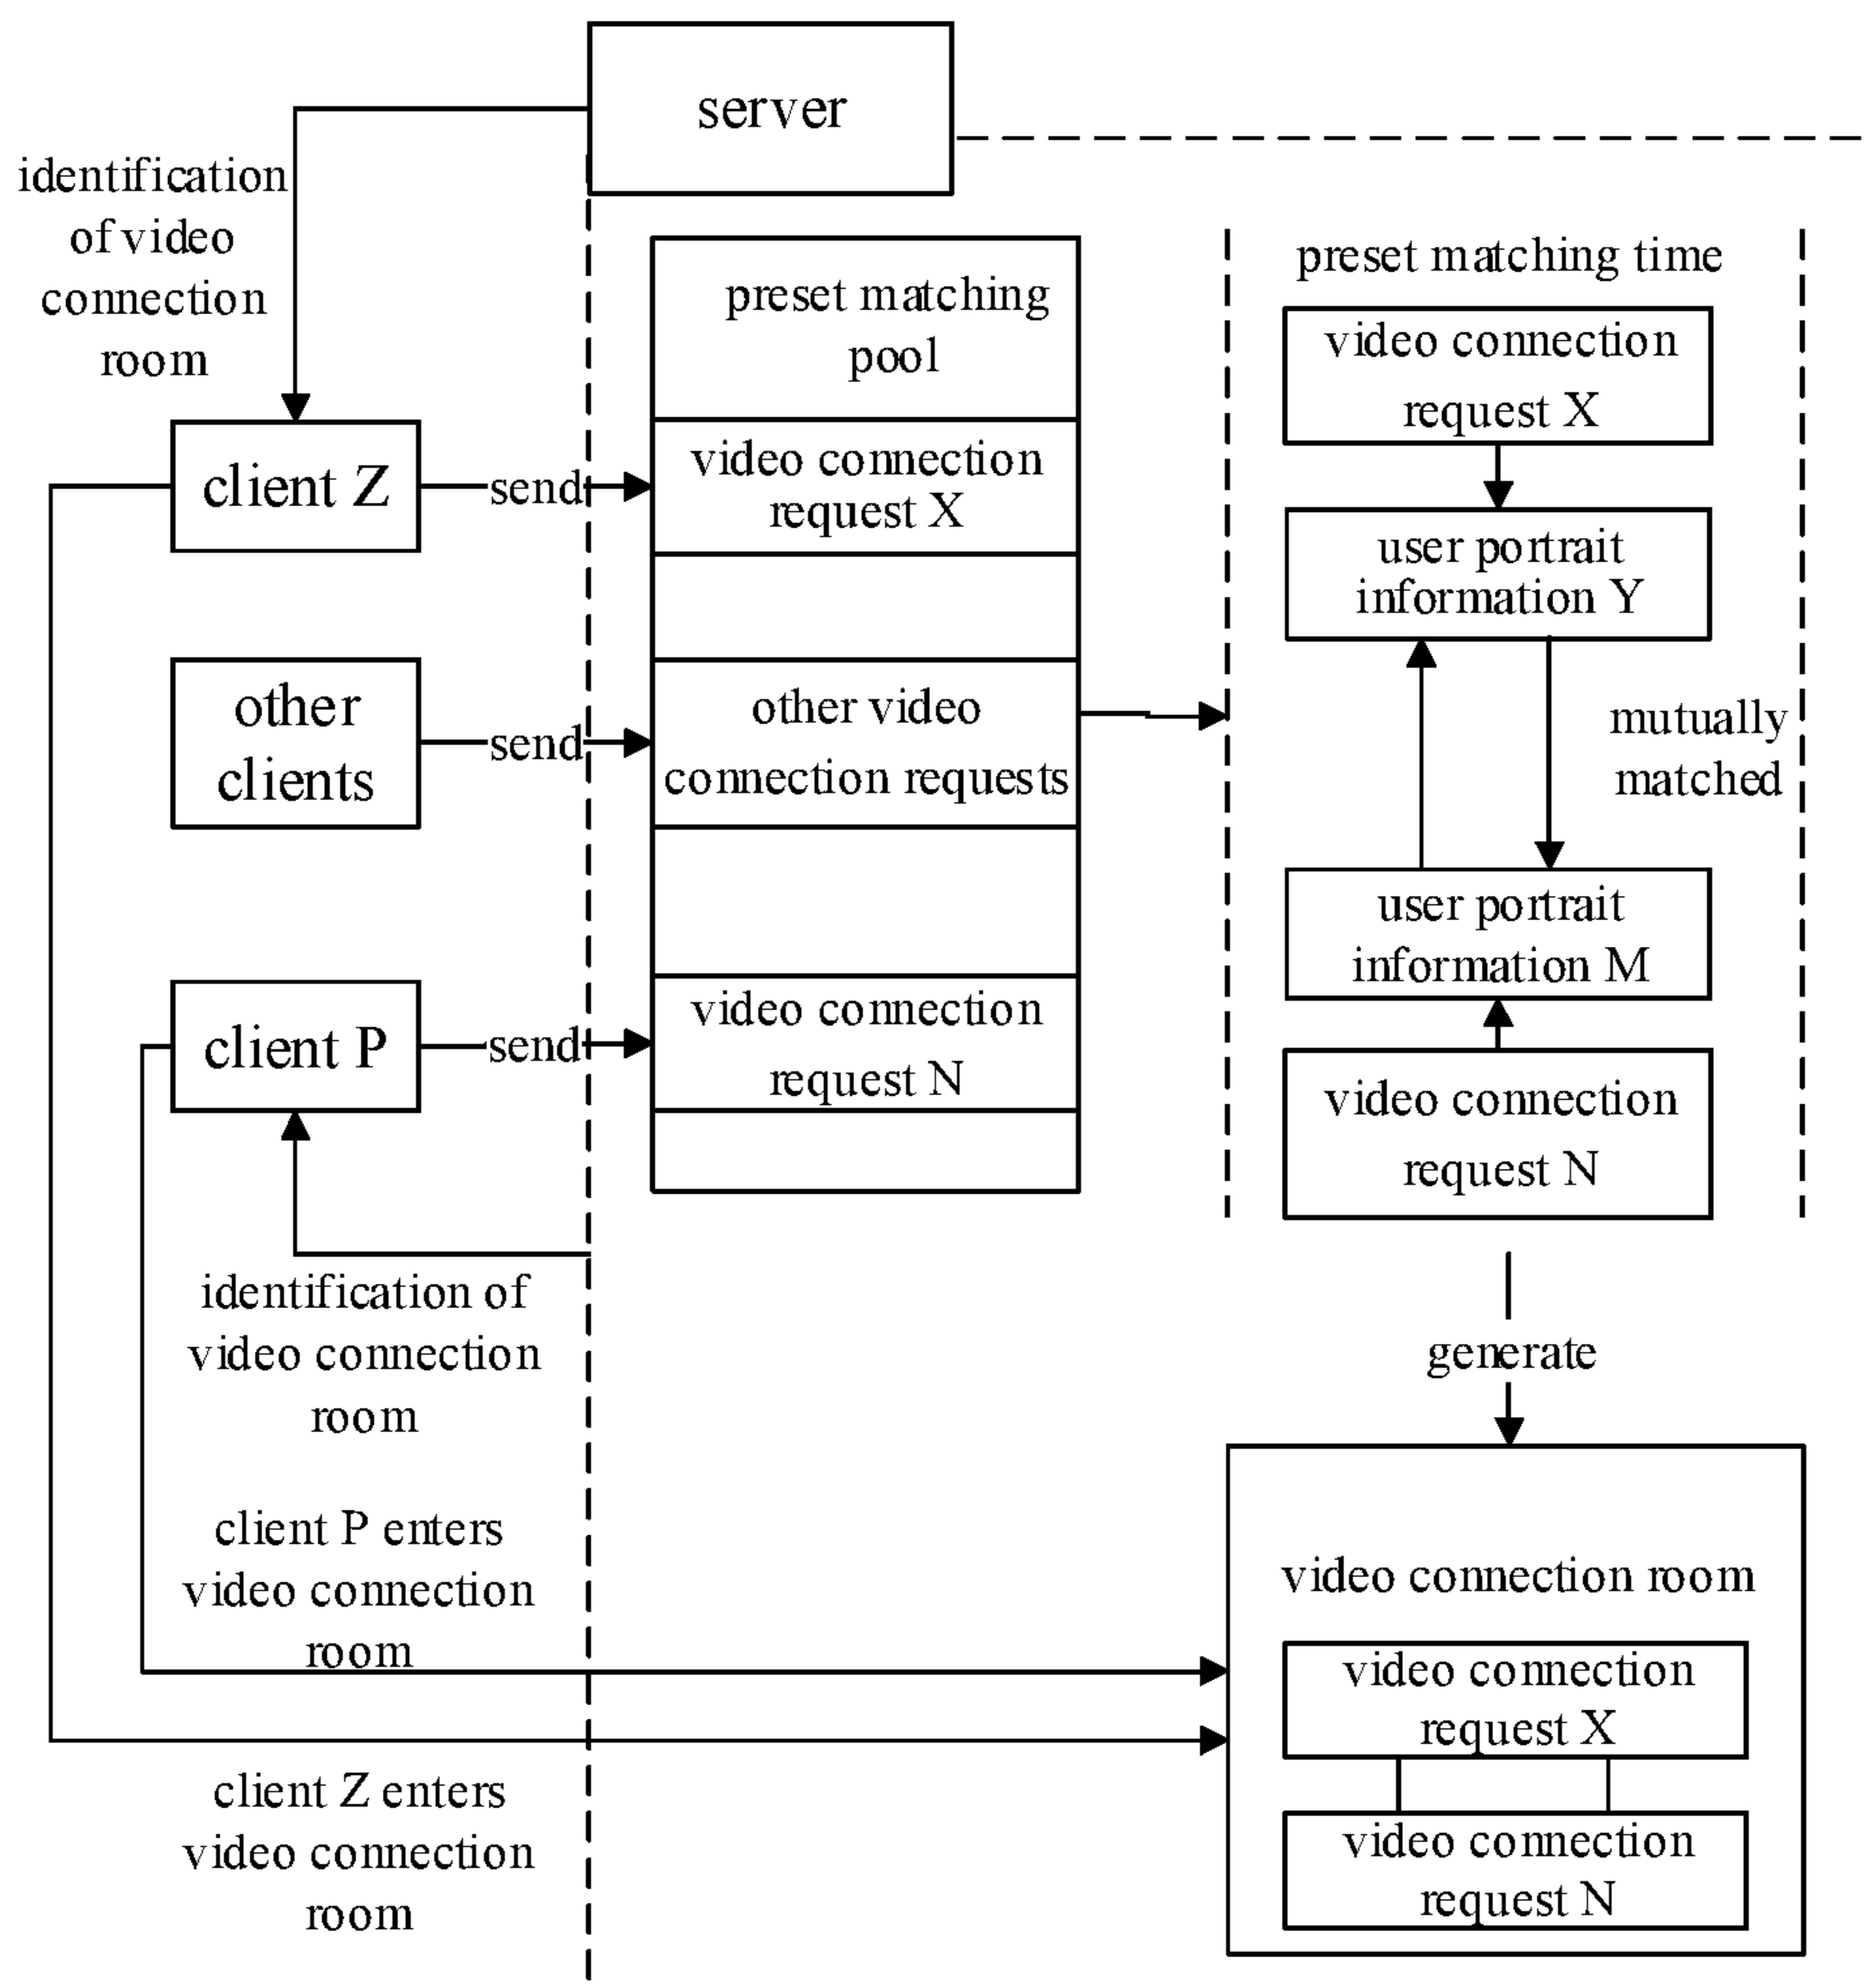 server
identification
of video
connection
room
preset matching
pool
preset matching time
video connection
request X
client Z
send
video connection
request X
user portrait
information Y
other
clients
send
other video
connection requests
mutually
matched
user portrait
information M
client P
send
video connection
request N
video connection
request N
identification of
video connection
room
generate
client P enters
video connection
room
video connection room
video connection
request X
client Z enters
video connection
room
video connection
request N